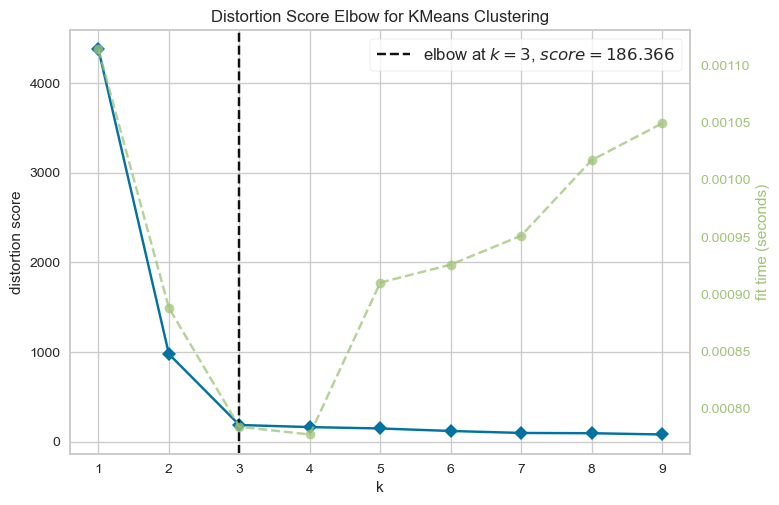 Distortion Score Elbow for KMeans Clustering
elbow at k = 3, score = 186.366
distortion score
4000
3000
2000
1000
0
1 2 3 4 5 6 7 8 9
k
0.00110
0.00105
0.00100
0.00095
0.00090
0.00085
0.00080
fit time (seconds)